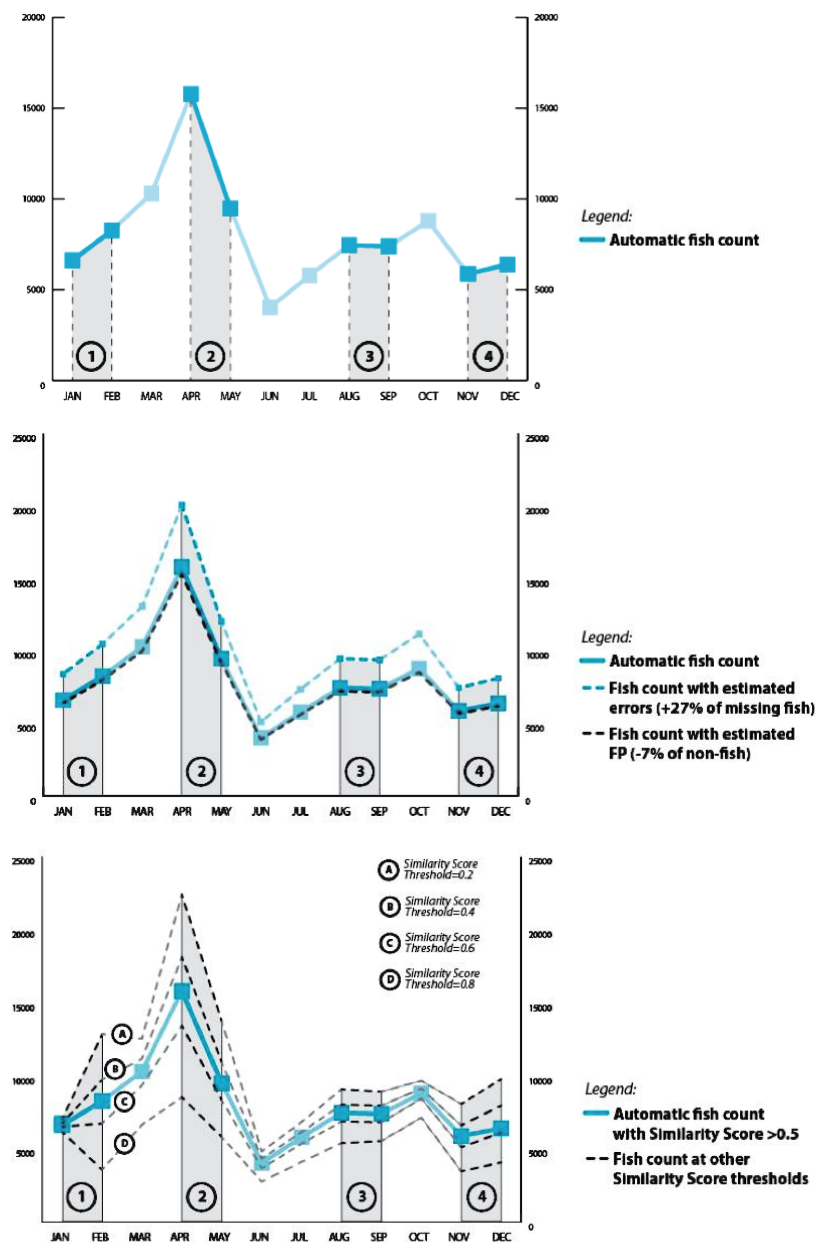 20000
20000
15000
15000
10000
10000
5000
5000
0
0
1
2
3
4
JAN FEB MAR APR MAY JUN JUL AUG SEP OCT NOV DEC
Legend:
Automatic fish count
25000
25000
20000
20000
15000
15000
10000
10000
5000
5000
0
0
1
2
3
4
JAN FEB MAR APR MAY JUN JUL AUG SEP OCT NOV DEC
Legend:
Automatic fish count
Fish count with estimated
errors (+27% of missing fish)
Fish count with estimated
FP (-7% of non-fish)
25000
25000
20000
20000
15000
15000
10000
10000
5000
5000
0
0
A Similarity Score
Threshold=0.2
B Similarity Score
Threshold=0.4
C Similarity Score
Threshold=0.6
D Similarity Score
Threshold=0.8
A
B
C
D
1
2
3
4
JAN FEB MAR APR MAY JUN JUL AUG SEP OCT NOV DEC
Legend:
Automatic fish count
with Similarity Score >0.5
Fish count at other
Similarity Score thresholds